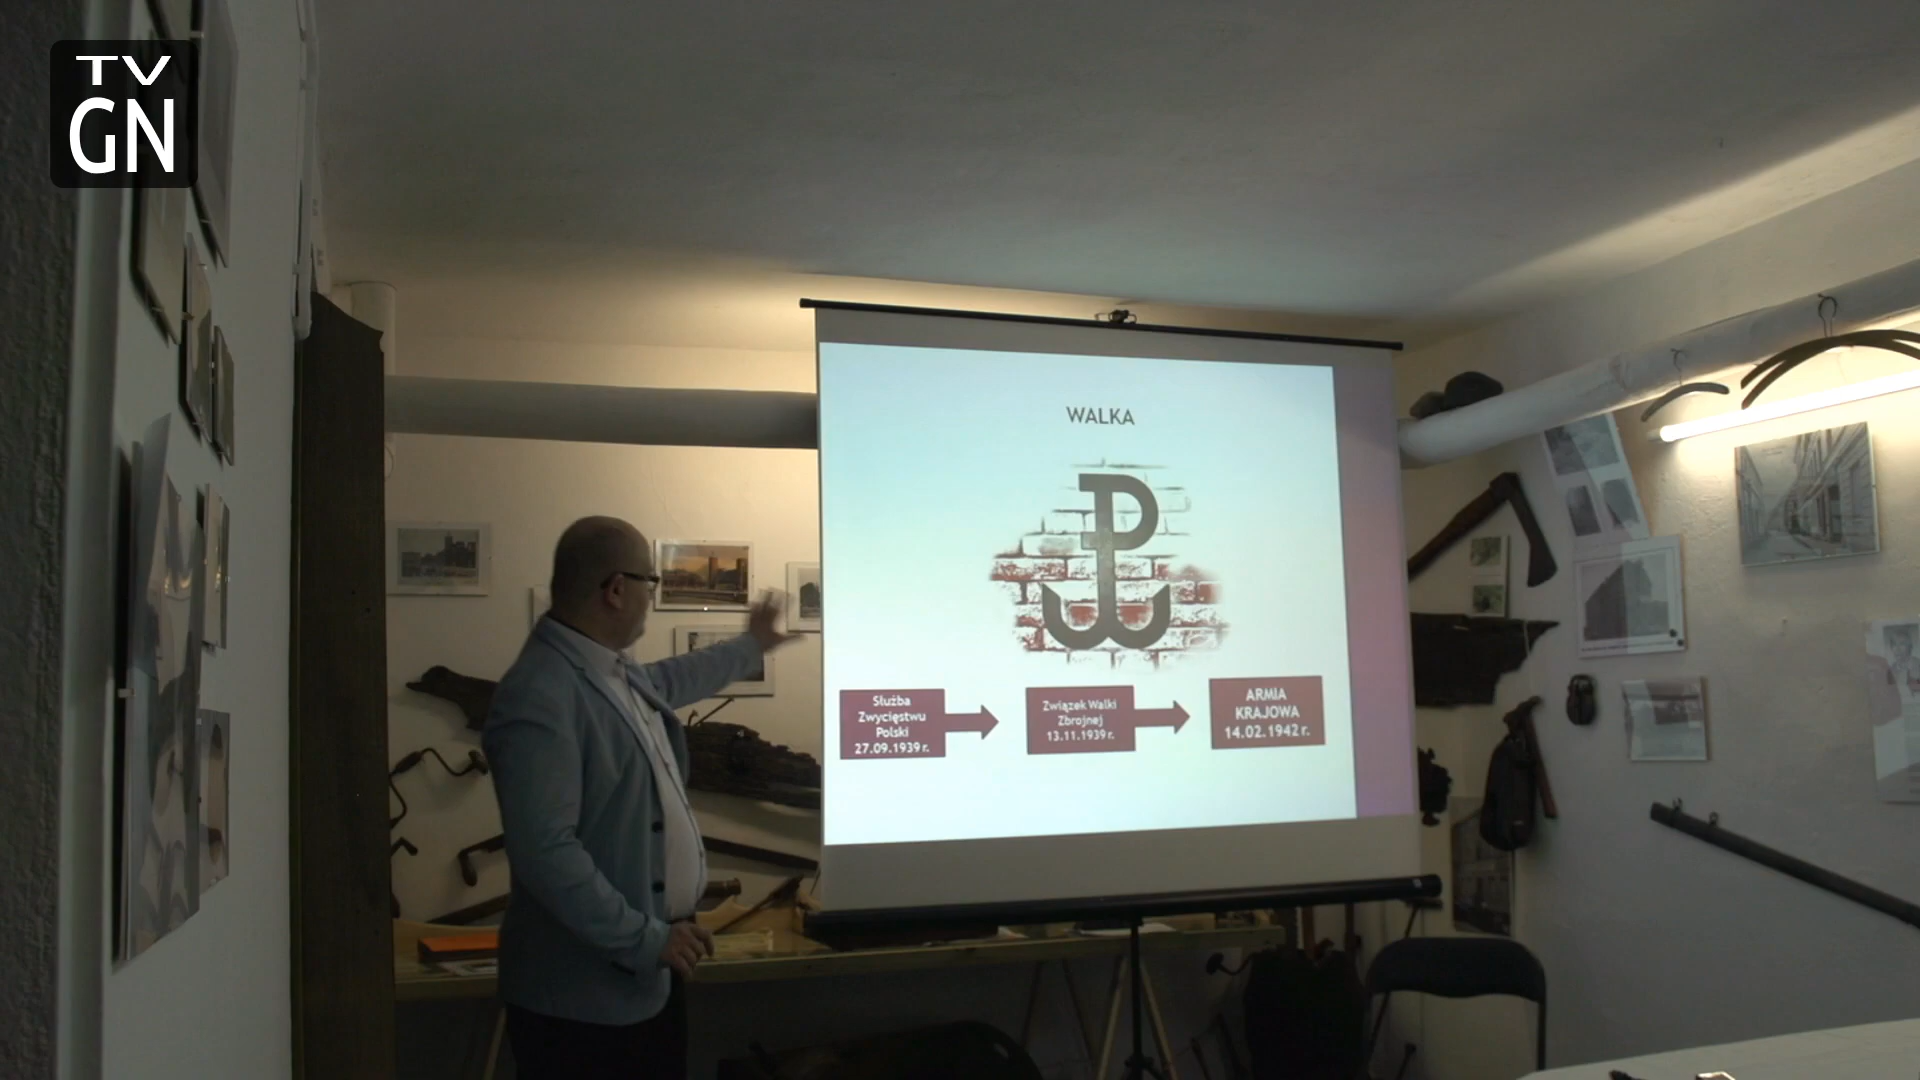 TV
GN
WALKA
Służba
Zwycięstwu
Polski
27.09.1939 r.
Związek Walki
Zbrojnej
13.11.1939 r.
ARMIA
KRAJOWA
14.02.1942 r.